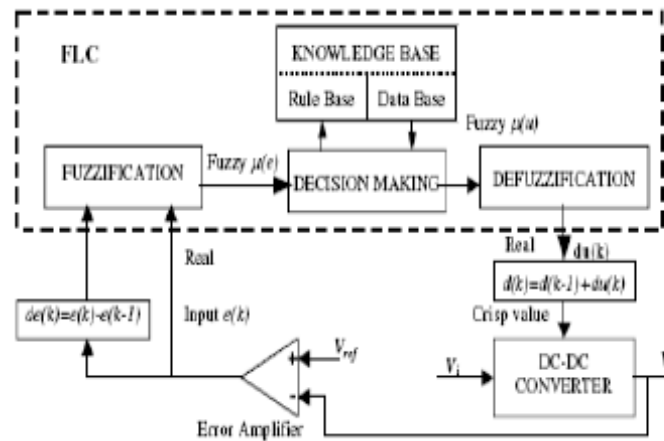 FLC
KNOWLEDGE BASE
Rule Base
Data Base
Fuzzy μ(u)
FUZZIFICATION
Fuzzy μ(e)
DECISION MAKING
DEFUZZIFICATION
Real
Real
du(k)
de(k)=e(k)-e(k-1)
Input e(k)
d(k)=d(k-1)+du(k)
Crisp value
+
Vref
-
Vi
DC-DC
CONVERTER
Error Amplifier